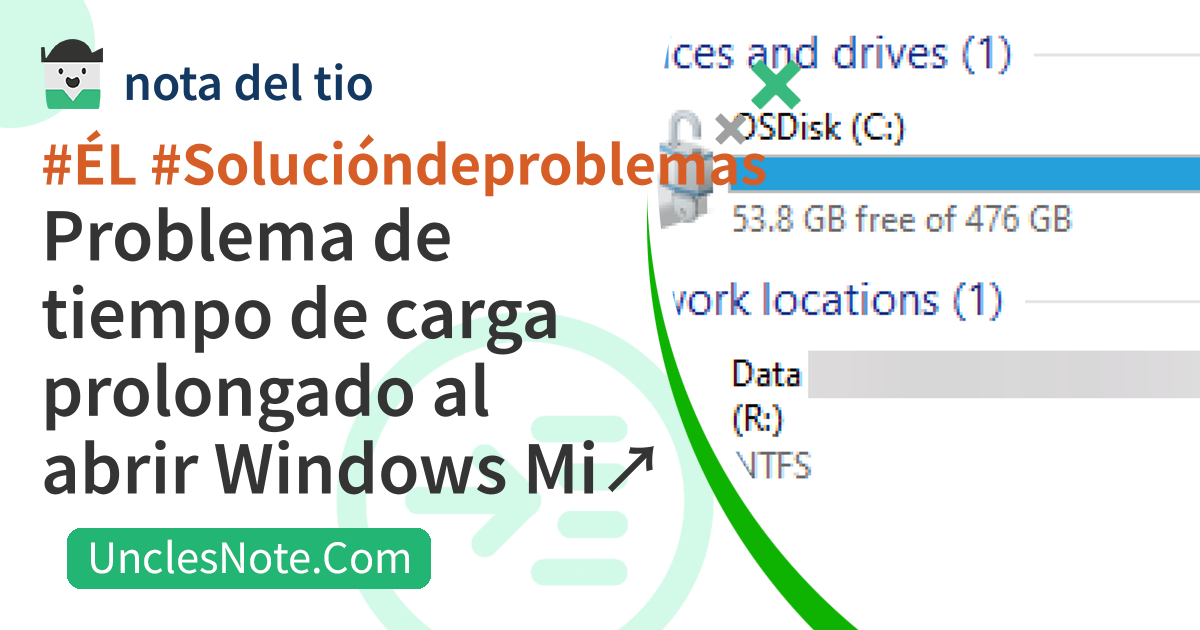 nota del tio
#ÉL #Solucióndeproblemas
Problema de
tiempo de carga
prolongado al
abrir Windows Mi↗
UnclesNote.Com
ices and drives (1)
OSDisk (C:)
53.8 GB free of 476 GB
work locations (1)
Data
(R:)
NTFS